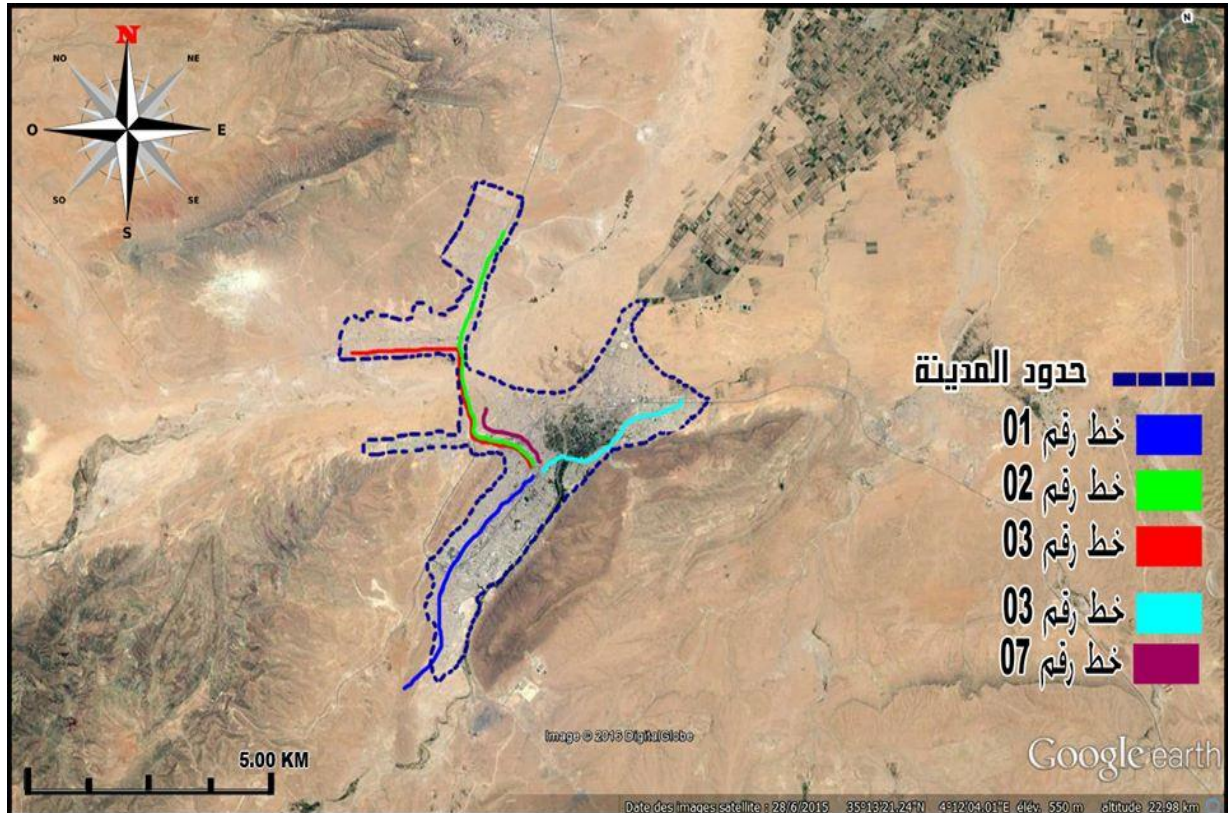 N
NO
NE
O
E
SO
SE
S
N
حدود المدينة
خط رقم 01
خط رقم 02
خط رقم 03
خط رقم 03
خط رقم 07
5.00 KM
Image © 2016 DigitalGlobe
Google earth
Date des images satellite : 28/6/2015 35°13'21.24"N 4°12'04.01"E élév. 550 m altitude 22.98 km